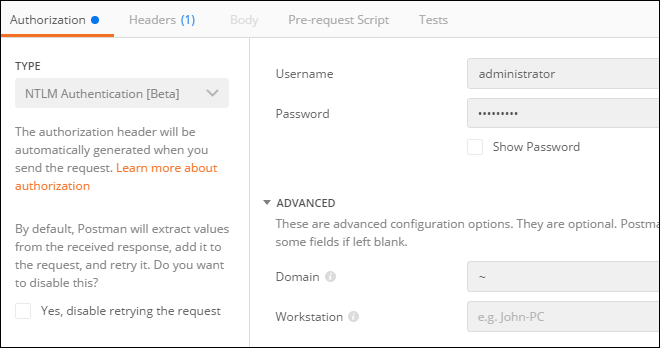 Authorization Headers (1) Body Pre-request Script Tests
TYPE
NTLM Authentication [Beta]
The authorization header will be
automatically generated when you
send the request. Learn more about
authorization
By default, Postman will extract values
from the received response, add it to
the request, and retry it. Do you want
to disable this?
Yes, disable retrying the request
Username administrator
Password •••••••••
Show Password
ADVANCED
These are advanced configuration options. They are optional. Postma
some fields if left blank.
Domain ~
Workstation e.g. John-PC